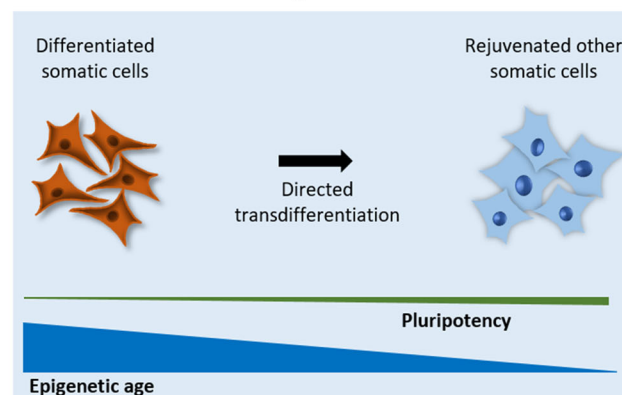 Differentiated
somatic cells
Rejuvenated other
somatic cells
Directed
transdifferentiation
Pluripotency
Epigenetic age